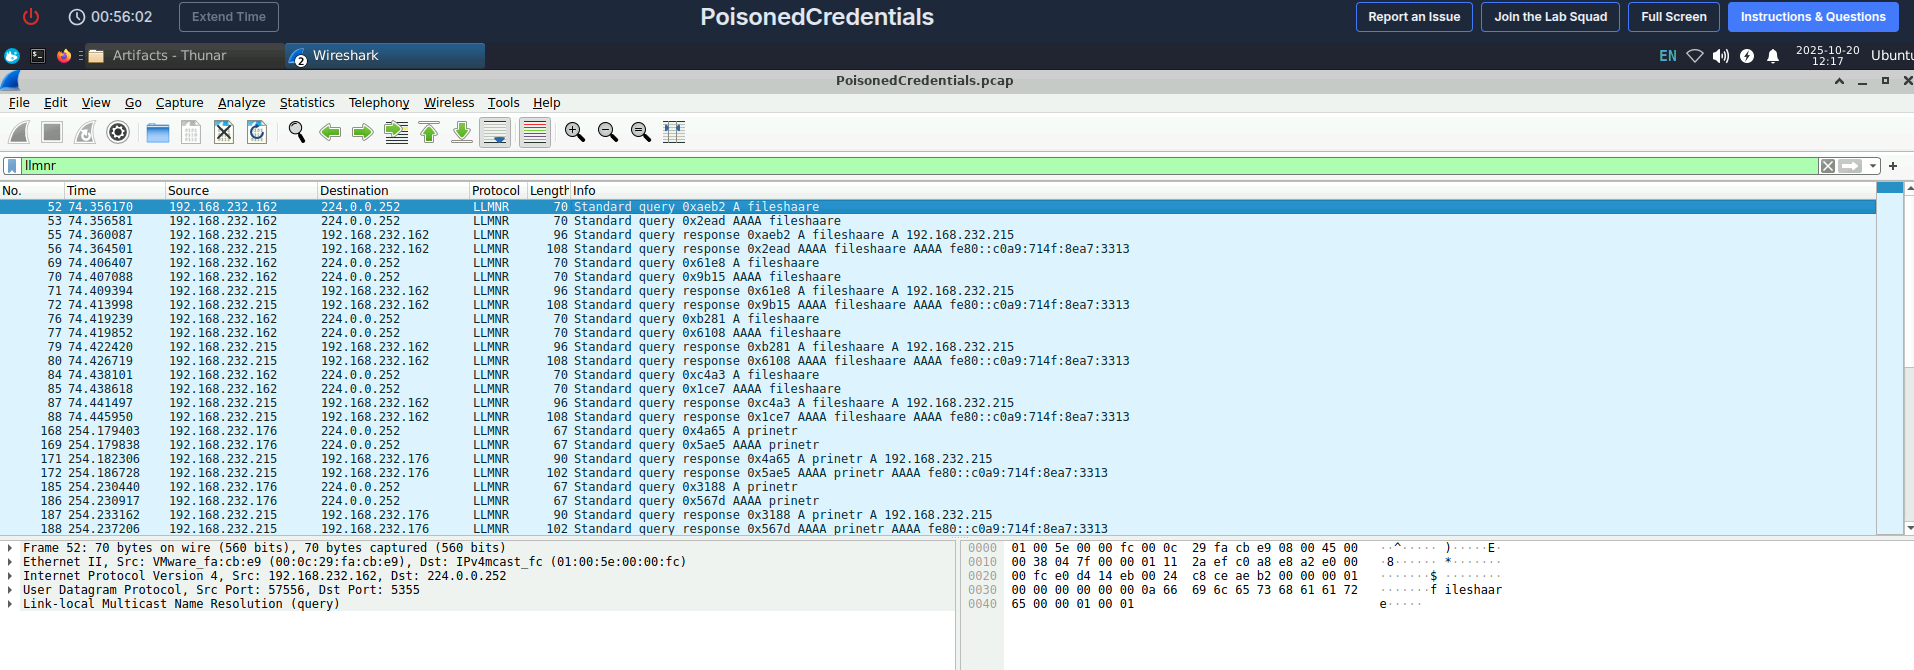 00:56:02 Extend Time PoisonedCredentials Report an Issue Join the Lab Squad Full Screen Instructions & Questions
Artifacts - Thunar 2 Wireshark EN 2025-10-20 12:17 Ubuntu
PoisonedCredentials.pcap
File Edit View Go Capture Analyze Statistics Telephony Wireless Tools Help
llmnr
No. Time Source Destination Protocol Length Info
52 74.356170 192.168.232.162 224.0.0.252 LLMNR 70 Standard query 0xaeb2 A fileshaare
53 74.356581 192.168.232.162 224.0.0.252 LLMNR 70 Standard query 0x2ead AAAA fileshaare
55 74.360087 192.168.232.215 192.168.232.162 LLMNR 96 Standard query response 0xaeb2 A fileshaare A 192.168.232.215
56 74.364501 192.168.232.215 192.168.232.162 LLMNR 108 Standard query response 0x2ead AAAA fileshaare AAAA fe80::c0a9:714f:8ea7:3313
69 74.406407 192.168.232.162 224.0.0.252 LLMNR 70 Standard query 0x61e8 A fileshaare
70 74.407088 192.168.232.162 224.0.0.252 LLMNR 70 Standard query 0x9b15 AAAA fileshaare
71 74.409394 192.168.232.215 192.168.232.162 LLMNR 96 Standard query response 0x61e8 A fileshaare A 192.168.232.215
72 74.413998 192.168.232.215 192.168.232.162 LLMNR 108 Standard query response 0x9b15 AAAA fileshaare AAAA fe80::c0a9:714f:8ea7:3313
76 74.419239 192.168.232.162 224.0.0.252 LLMNR 70 Standard query 0xb281 A fileshaare
77 74.419852 192.168.232.162 224.0.0.252 LLMNR 70 Standard query 0x6108 AAAA fileshaare
79 74.422420 192.168.232.215 192.168.232.162 LLMNR 96 Standard query response 0xb281 A fileshaare A 192.168.232.215
80 74.426719 192.168.232.215 192.168.232.162 LLMNR 108 Standard query response 0x6108 AAAA fileshaare AAAA fe80::c0a9:714f:8ea7:3313
84 74.438101 192.168.232.162 224.0.0.252 LLMNR 70 Standard query 0xc4a3 A fileshaare
85 74.438618 192.168.232.162 224.0.0.252 LLMNR 70 Standard query 0x1ce7 AAAA fileshaare
87 74.441497 192.168.232.215 192.168.232.162 LLMNR 96 Standard query response 0xc4a3 A fileshaare A 192.168.232.215
88 74.445950 192.168.232.215 192.168.232.162 LLMNR 108 Standard query response 0x1ce7 AAAA fileshaare AAAA fe80::c0a9:714f:8ea7:3313
168 254.179403 192.168.232.176 224.0.0.252 LLMNR 67 Standard query 0x4a65 A prinetr
169 254.179838 192.168.232.176 224.0.0.252 LLMNR 67 Standard query 0x5ae5 AAAA prinetr
171 254.182306 192.168.232.215 192.168.232.176 LLMNR 90 Standard query response 0x4a65 A prinetr A 192.168.232.215
172 254.186728 192.168.232.215 192.168.232.176 LLMNR 102 Standard query response 0x5ae5 AAAA prinetr AAAA fe80::c0a9:714f:8ea7:3313
185 254.230440 192.168.232.176 224.0.0.252 LLMNR 67 Standard query 0x3188 A prinetr
186 254.230917 192.168.232.176 224.0.0.252 LLMNR 67 Standard query 0x567d AAAA prinetr
187 254.233162 192.168.232.215 192.168.232.176 LLMNR 90 Standard query response 0x3188 A prinetr A 192.168.232.215
188 254.237206 192.168.232.215 192.168.232.176 LLMNR 102 Standard query response 0x567d AAAA prinetr AAAA fe80::c0a9:714f:8ea7:3313
Frame 52: 70 bytes on wire (560 bits), 70 bytes captured (560 bits)
Ethernet II, Src: VMware_fa:cb:e9 (00:0c:29:fa:cb:e9), Dst: IPv4mcast_fc (01:00:5e:00:00:fc)
Internet Protocol Version 4, Src: 192.168.232.162, Dst: 224.0.0.252
User Datagram Protocol, Src Port: 57556, Dst Port: 5355
Link-local Multicast Name Resolution (query)
0000 01 00 5e 00 00 fc 00 0c 29 fa cb e9 08 00 45 00 ··^····· )·····E·
0010 00 38 04 7f 00 00 01 11 2a ef c0 a8 e8 a2 e0 00 ·8······ *·······
0020 00 fc e0 d4 14 eb 00 24 c8 ce ae b2 00 00 00 01 ·······$ ········
0030 00 00 00 00 00 00 0a 66 69 6c 65 73 68 61 61 72 ·······f ileshaar
0040 65 00 00 01 00 01 e·····